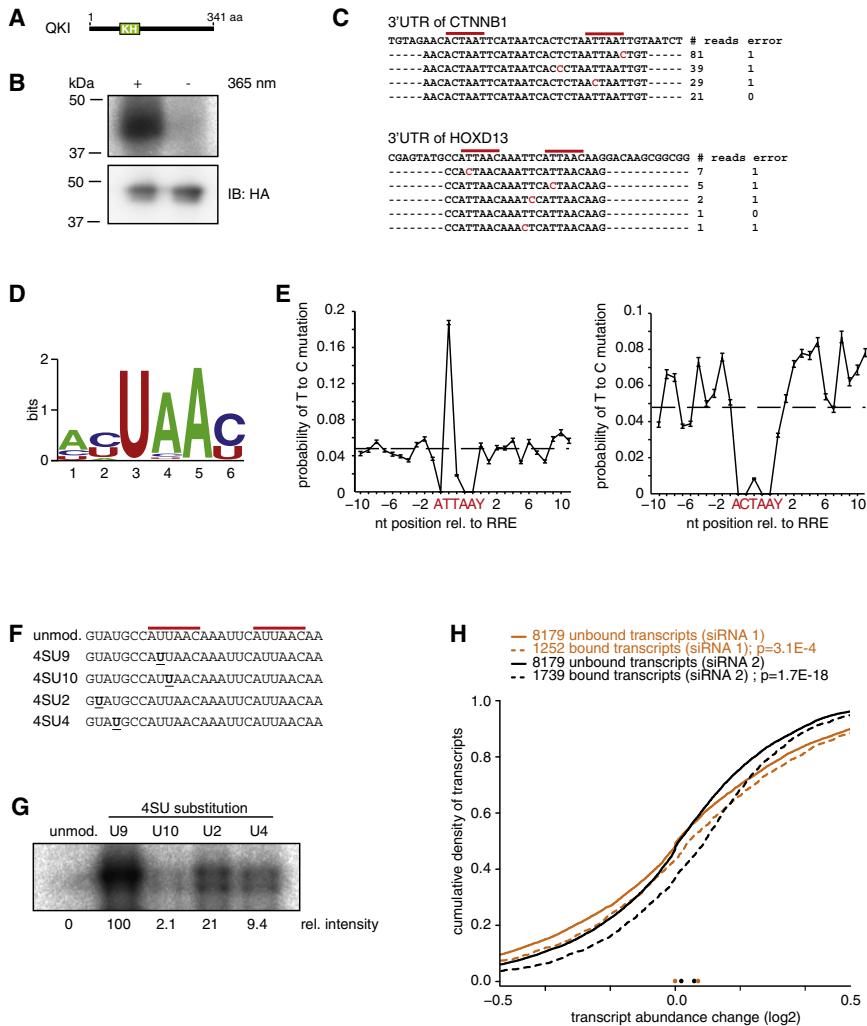 A
1
341 aa
QKI
KH
B
kDa
+
-
365 nm
50
37
50
37
IB: HA
C
3'UTR of CTNNB1
TGTAGAACACTAATTCATAATCACTCTAATTAATTGTAATCT # reads error
-----AACACTAATTCATAATCACTCTAATTAACTGT------ 81 1
-----AACACTAATTCATAATCACCCTAATTAATTGT------ 39 1
-----AACACTAATTCATAATCACTCTAACTAATTGT------ 29 1
-----AACACTAATTCATAATCACTCTAATTAATTGT------ 21 0
3'UTR of HOXD13
CGAGTATGCCATTAACAAATTCATTAACAAGGACAAGCGGCGG # reads error
--------CCACTAACAAATTCATTAACAAG------------ 7 1
--------CCATTAACAAATTCACTAACAAG------------ 5 1
--------CCATTAACAAATCCATTAACAAG------------ 2 1
--------CCATTAACAAATTCATTAACAAG------------ 1 0
--------CCATTAACAAACTCATTAACAAG------------ 1 1
D
bits
2
1
0
1 2 3 4 5 6
ACUAAC
UUU
E
probability of T to C mutation
0.2
0.16
0.12
0.08
0.04
0
−10 −6 −2 ATTAAY 2 6 10
nt position rel. to RRE
probability of T to C mutation
0.1
0.08
0.06
0.04
0.02
0
−10 −6 −2 ACTAAY 2 6 10
nt position rel. to RRE
F
unmod. GUAUGCCAUUAACAAAUUCAUUAACAA
4SU9 GUAUGCCAUUAACAAAUUCAUUAACAA
4SU10 GUAUGCCAUUAACAAAUUCAUUAACAA
4SU2 GUAUGCCAUUAACAAAUUCAUUAACAA
4SU4 GUAUGCCAUUAACAAAUUCAUUAACAA
G
4SU substitution
unmod. U9 U10 U2 U4
0 100 2.1 21 9.4 rel. intensity
H
8179 unbound transcripts (siRNA 1)
1252 bound transcripts (siRNA 1); p=3.1E-4
8179 unbound transcripts (siRNA 2)
1739 bound transcripts (siRNA 2) ; p=1.7E-18
cumulative density of transcripts
1.0
0.8
0.6
0.4
0.2
0.0
−0.5 0.0 0.5
transcript abundance change (log2)